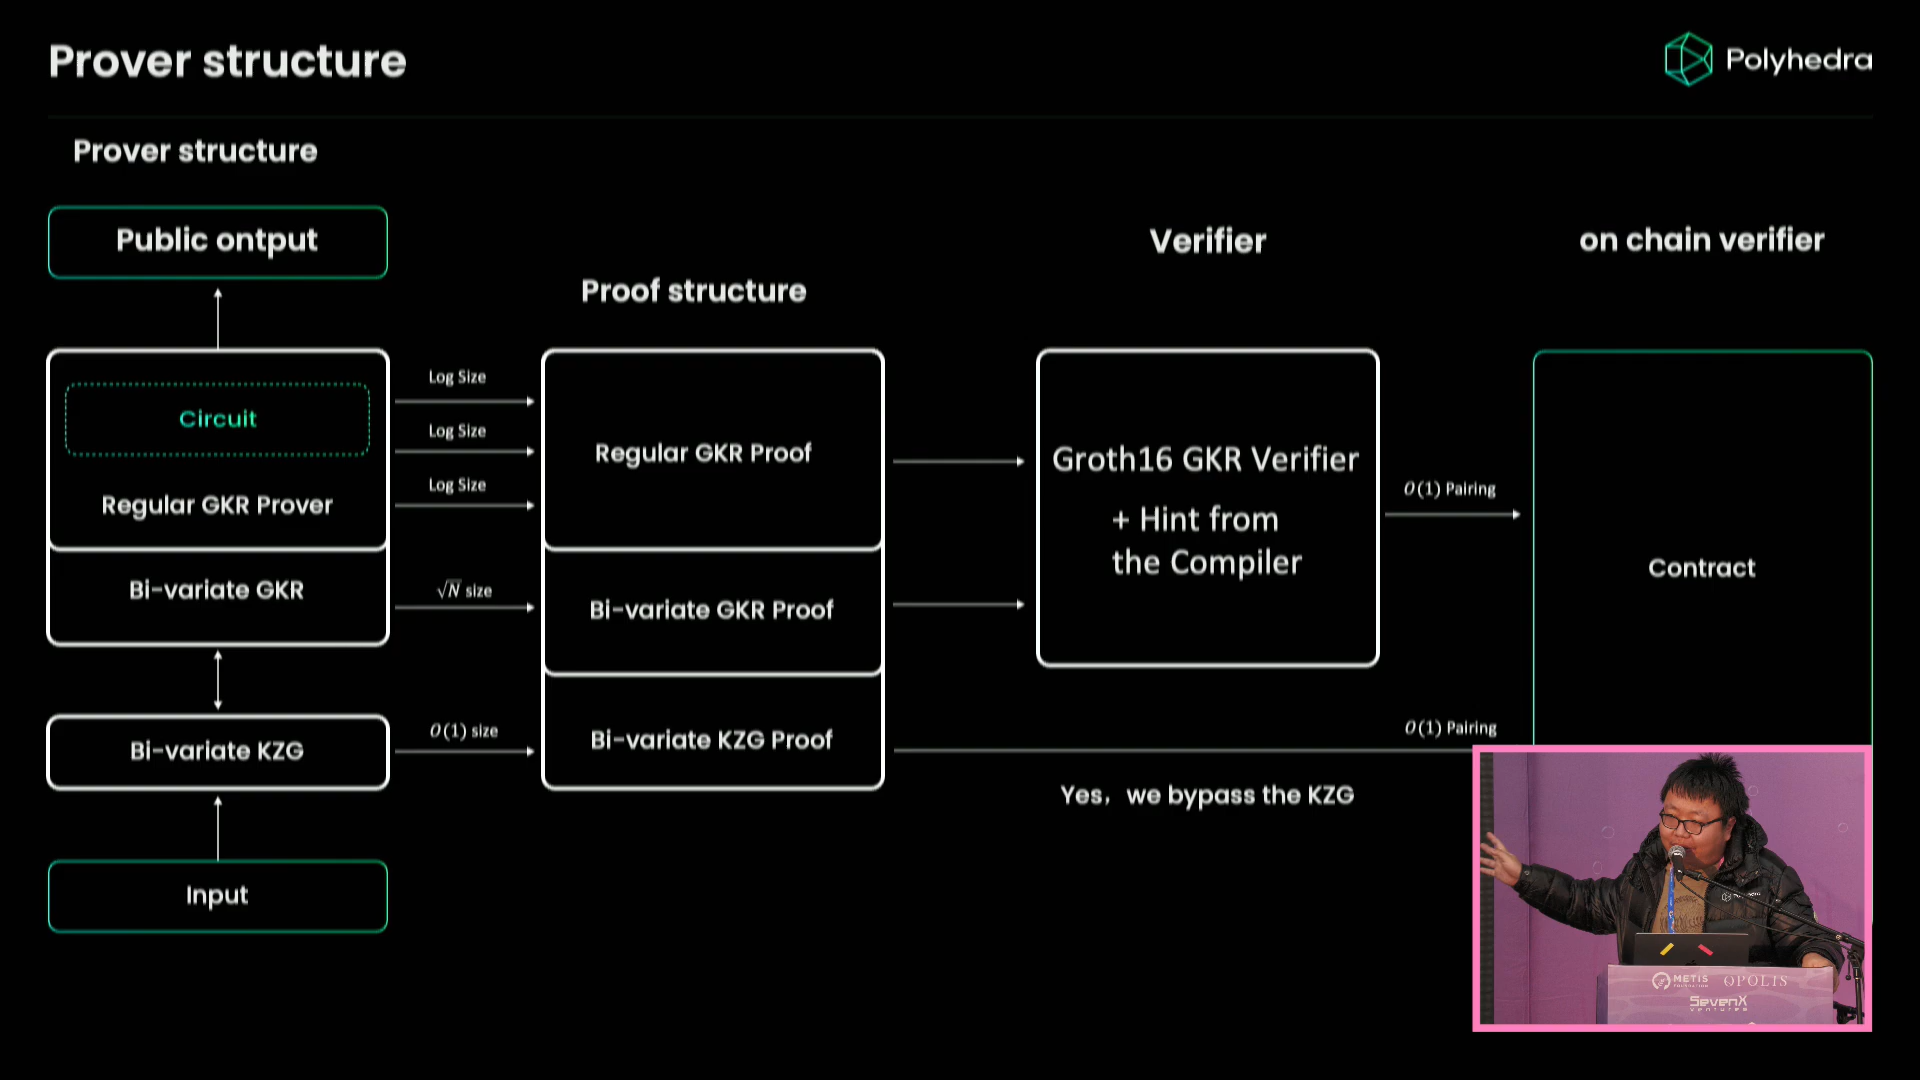 Prover structure
Polyhedra
Prover structure
Public ontput
Circuit
Regular GKR Prover
Bi-variate GKR
Bi-variate KZG
Input
Log Size
Log Size
Log Size
√N size
O(1) size
Proof structure
Regular GKR Proof
Bi-variate GKR Proof
Bi-variate KZG Proof
Verifier
Groth16 GKR Verifier
+ Hint from
the Compiler
O(1) Pairing
O(1) Pairing
Yes, we bypass the KZG
on chain verifier
Contract
METIS
FOUNDATION
OPOLIS
SevenX
ventures